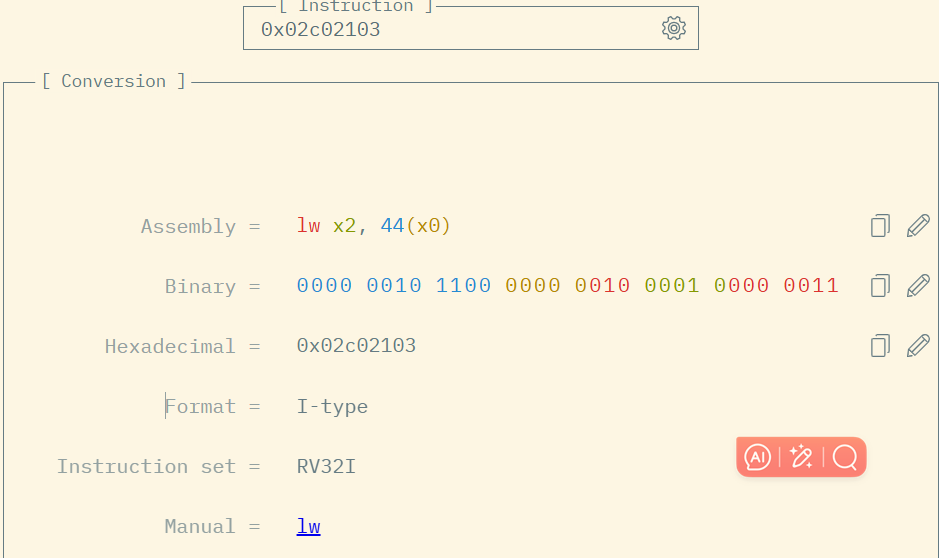 [ Instruction ]
0x02c02103
[ Conversion ]
Assembly = lw x2, 44(x0)
Binary = 0000 0010 1100 0000 0010 0001 0000 0011
Hexadecimal = 0x02c02103
Format = I-type
Instruction set = RV32I
AI
Manual = lw